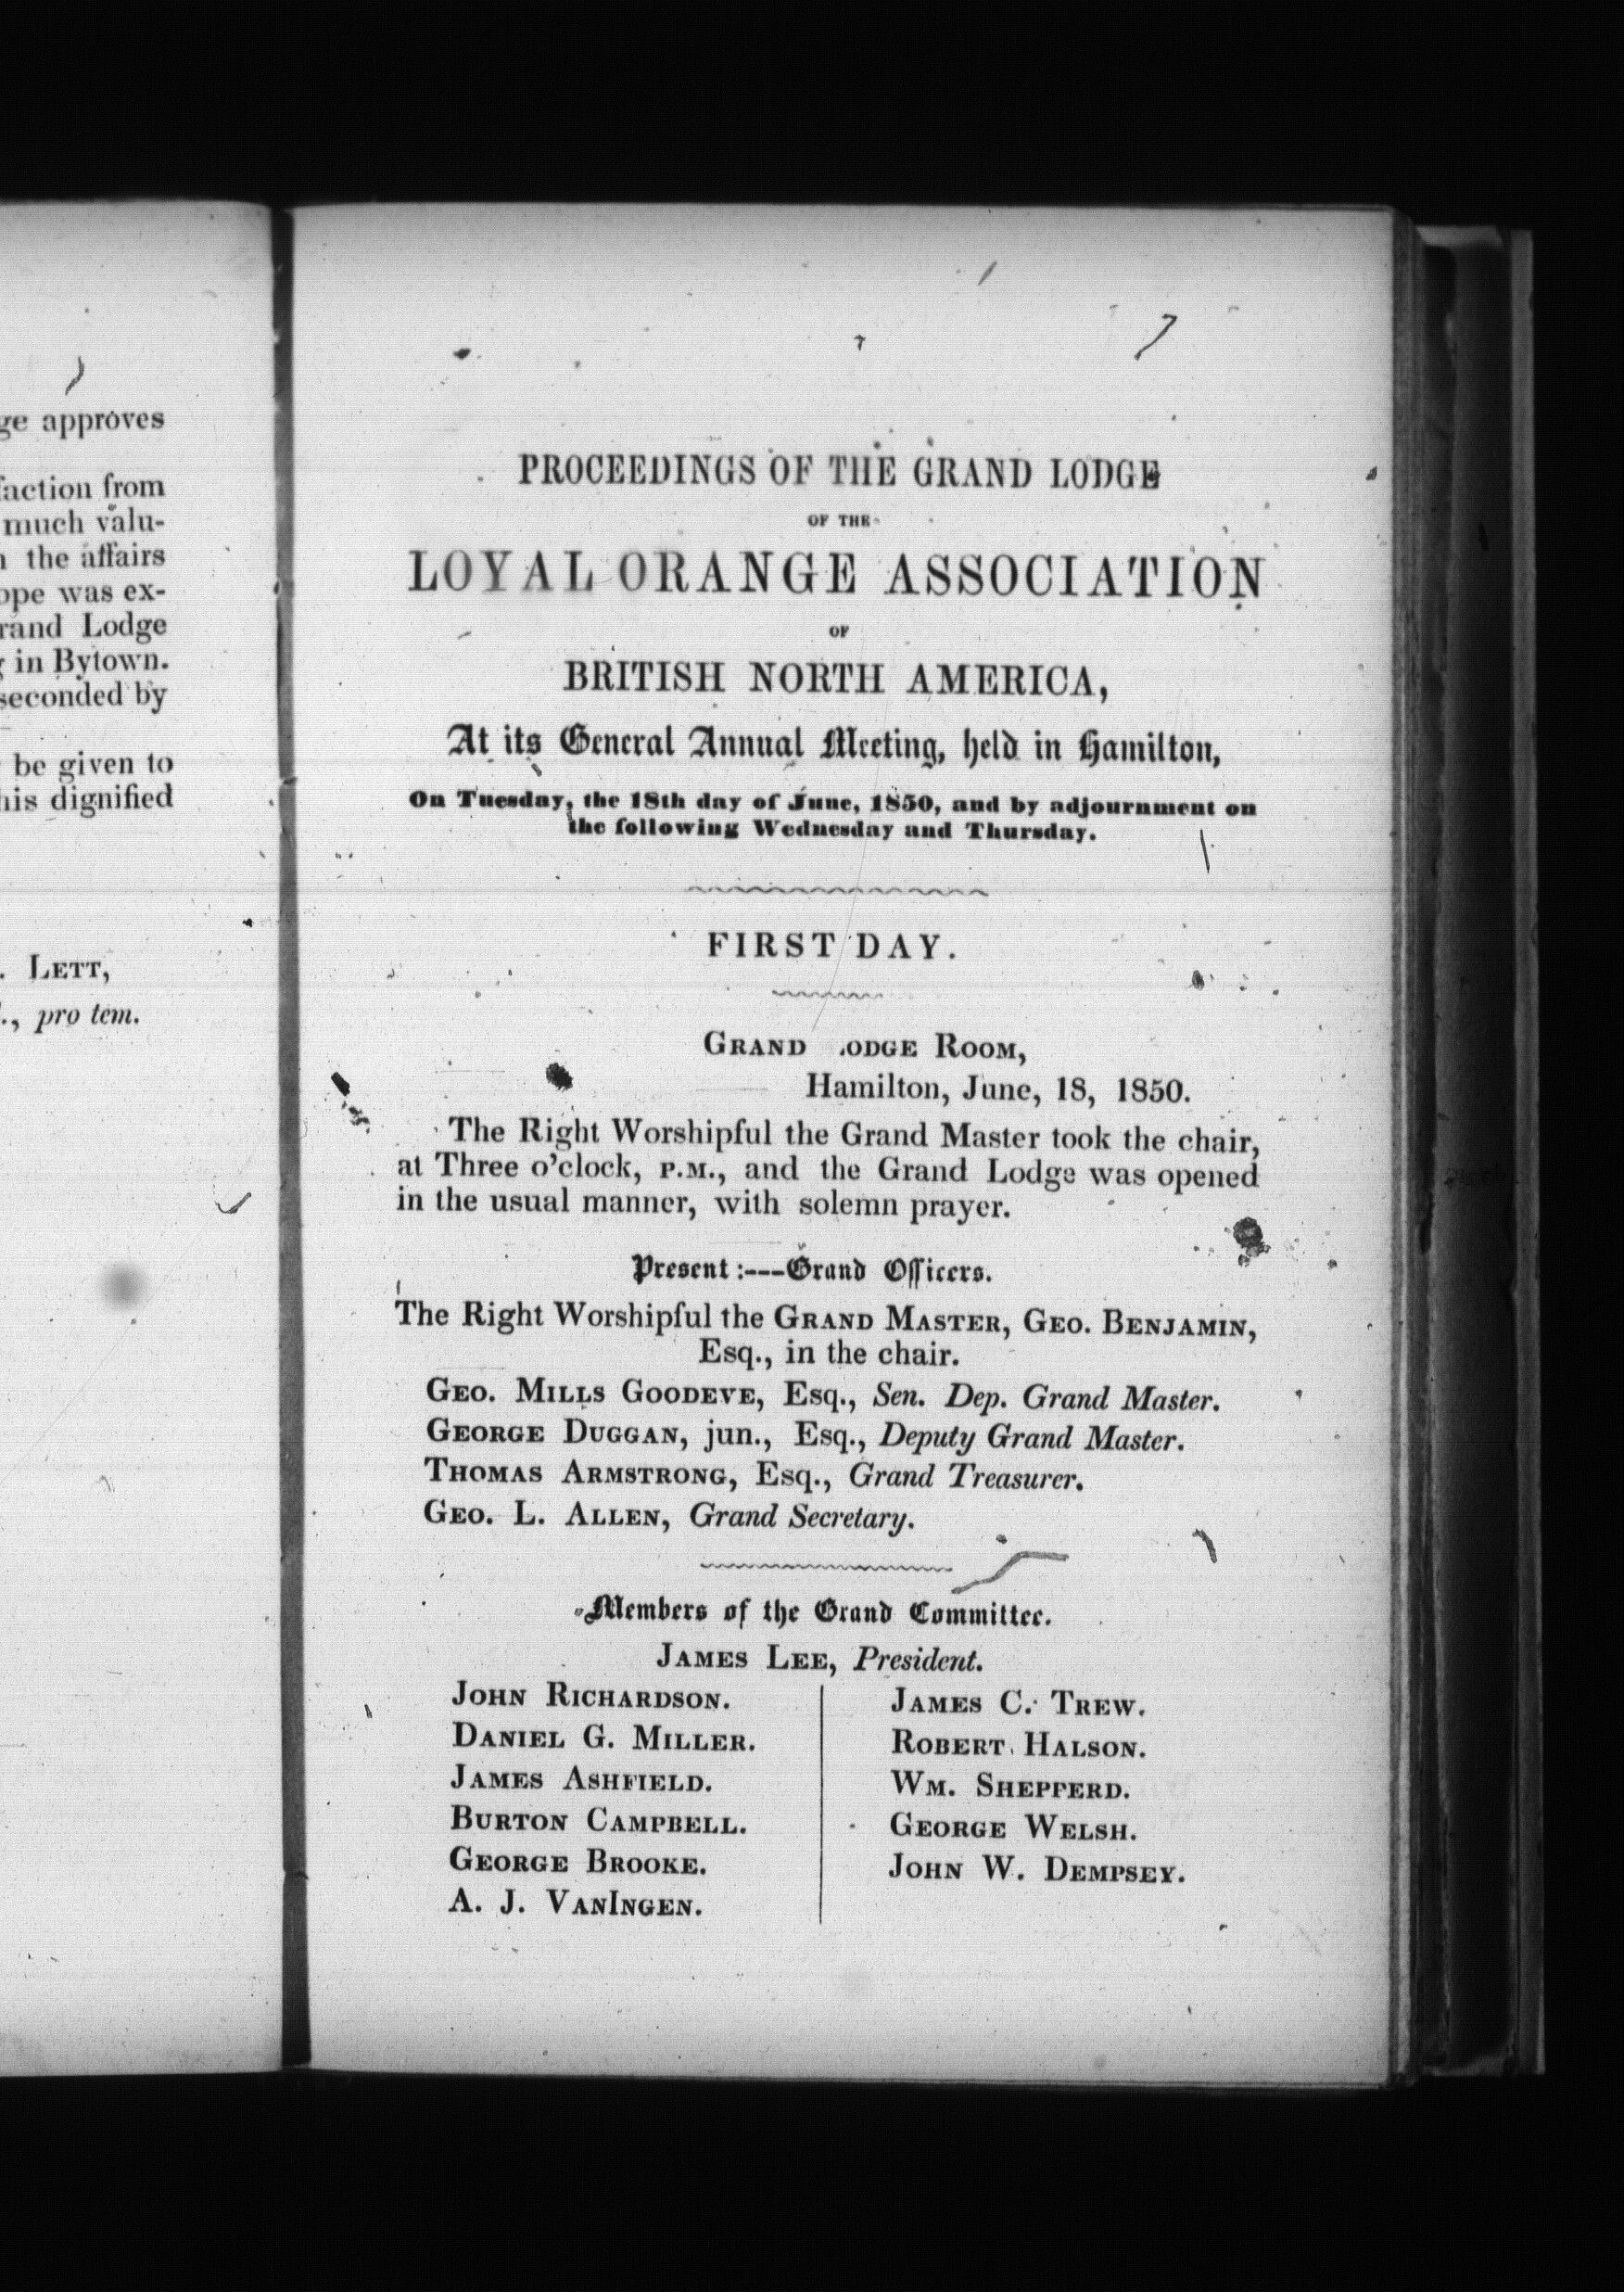 ge approves
faction from
much valu-
the affairs
ope was ex-
rand Lodge
in Bytown.
seconded by
be given to
his dignified
. LETT,
., pro tem.
PROCEEDINGS OF THE GRAND LODGE
OF THE
LOYAL ORANGE ASSOCIATION
OF
BRITISH NORTH AMERICA,
At its General Annual Meeting, held in Hamilton,
On Tuesday, the 18th day of June, 1850, and by adjournment on
the following Wednesday and Thursday.
FIRST DAY.
GRAND LODGE ROOM,
Hamilton, June, 18, 1850.
The Right Worshipful the Grand Master took the chair,
at Three o'clock, P.M., and the Grand Lodge was opened
in the usual manner, with solemn prayer.
Present:---Grand Officers.
The Right Worshipful the GRAND MASTER, GEO. BENJAMIN,
Esq., in the chair.
GEO. MILLS GOODEVE, Esq., Sen. Dep. Grand Master.
GEORGE DUGGAN, jun., Esq., Deputy Grand Master.
THOMAS ARMSTRONG, Esq., Grand Treasurer.
GEO. L. ALLEN, Grand Secretary.
Members of the Grand Committee.
JAMES LEE, President.
JOHN RICHARDSON.
DANIEL G. MILLER.
JAMES ASHFIELD.
BURTON CAMPBELL.
GEORGE BROOKE.
A. J. VANINGEN.
JAMES C. TREW.
ROBERT HALSON.
WM. SHEPPERD.
GEORGE WELSH.
JOHN W. DEMPSEY.